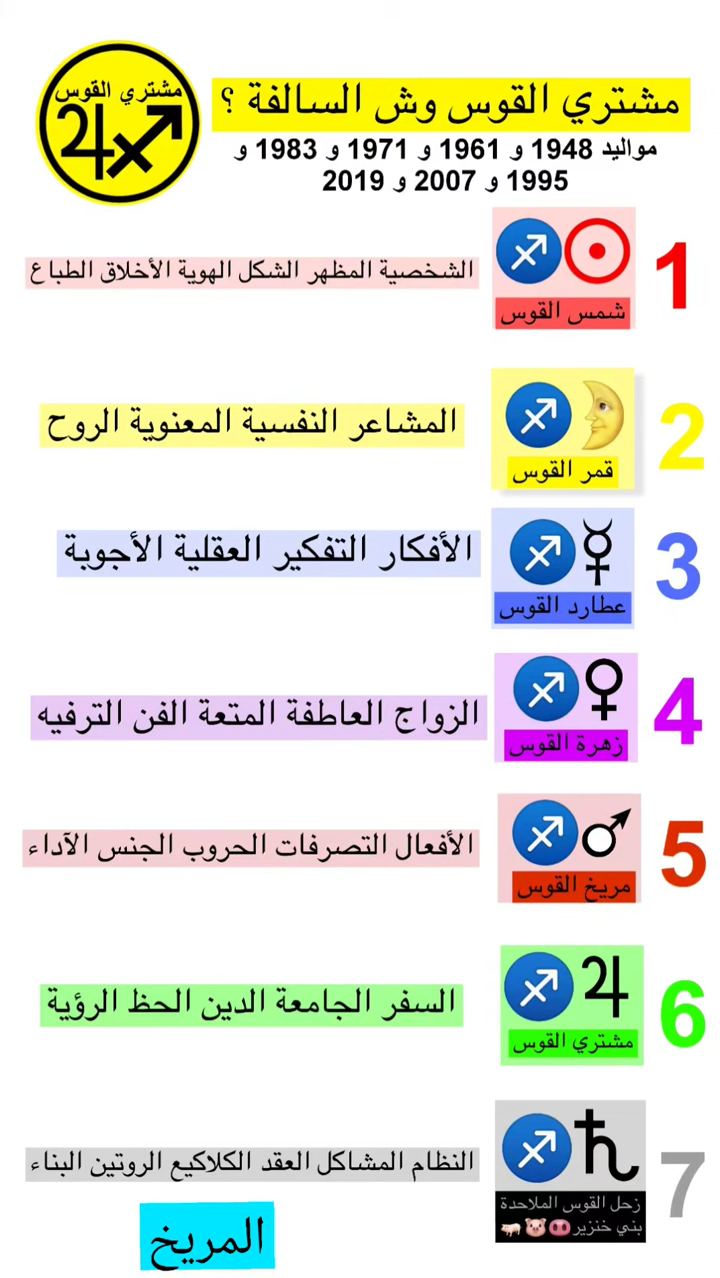 مشتري القوس
مشتري القوس وش السالفة ؟
مواليد 1948 و 1961 و 1971 و 1983 و
1995 و 2007 و 2019
1
شمس القوس
الشخصية المظهر الشكل الهوية الأخلاق الطباع
2
قمر القوس
المشاعر النفسية المعنوية الروح
3
عطارد القوس
الأفكار التفكير العقلية الأجوبة
4
زهرة القوس
الزواج العاطفة المتعة الفن الترفيه
5
مريخ القوس
الأفعال التصرفات الحروب الجنس الآداء
6
مشتري القوس
السفر الجامعة الدين الحظ الرؤية
7
زحل القوس الملاحدة
بني خنزير
النظام المشاكل العقد الكلاكيع الروتين البناء
المريخ